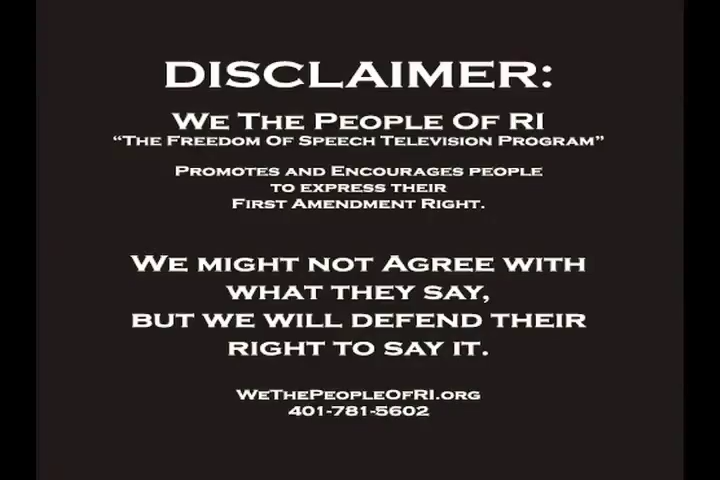 DISCLAIMER:
WE THE PEOPLE OF RI
“THE FREEDOM OF SPEECH TELEVISION PROGRAM”
PROMOTES AND ENCOURAGES PEOPLE
TO EXPRESS THEIR
FIRST AMENDMENT RIGHT.
WE MIGHT NOT AGREE WITH
WHAT THEY SAY,
BUT WE WILL DEFEND THEIR
RIGHT TO SAY IT.
WETHEPEOPLEOFRI.ORG
401-781-5602